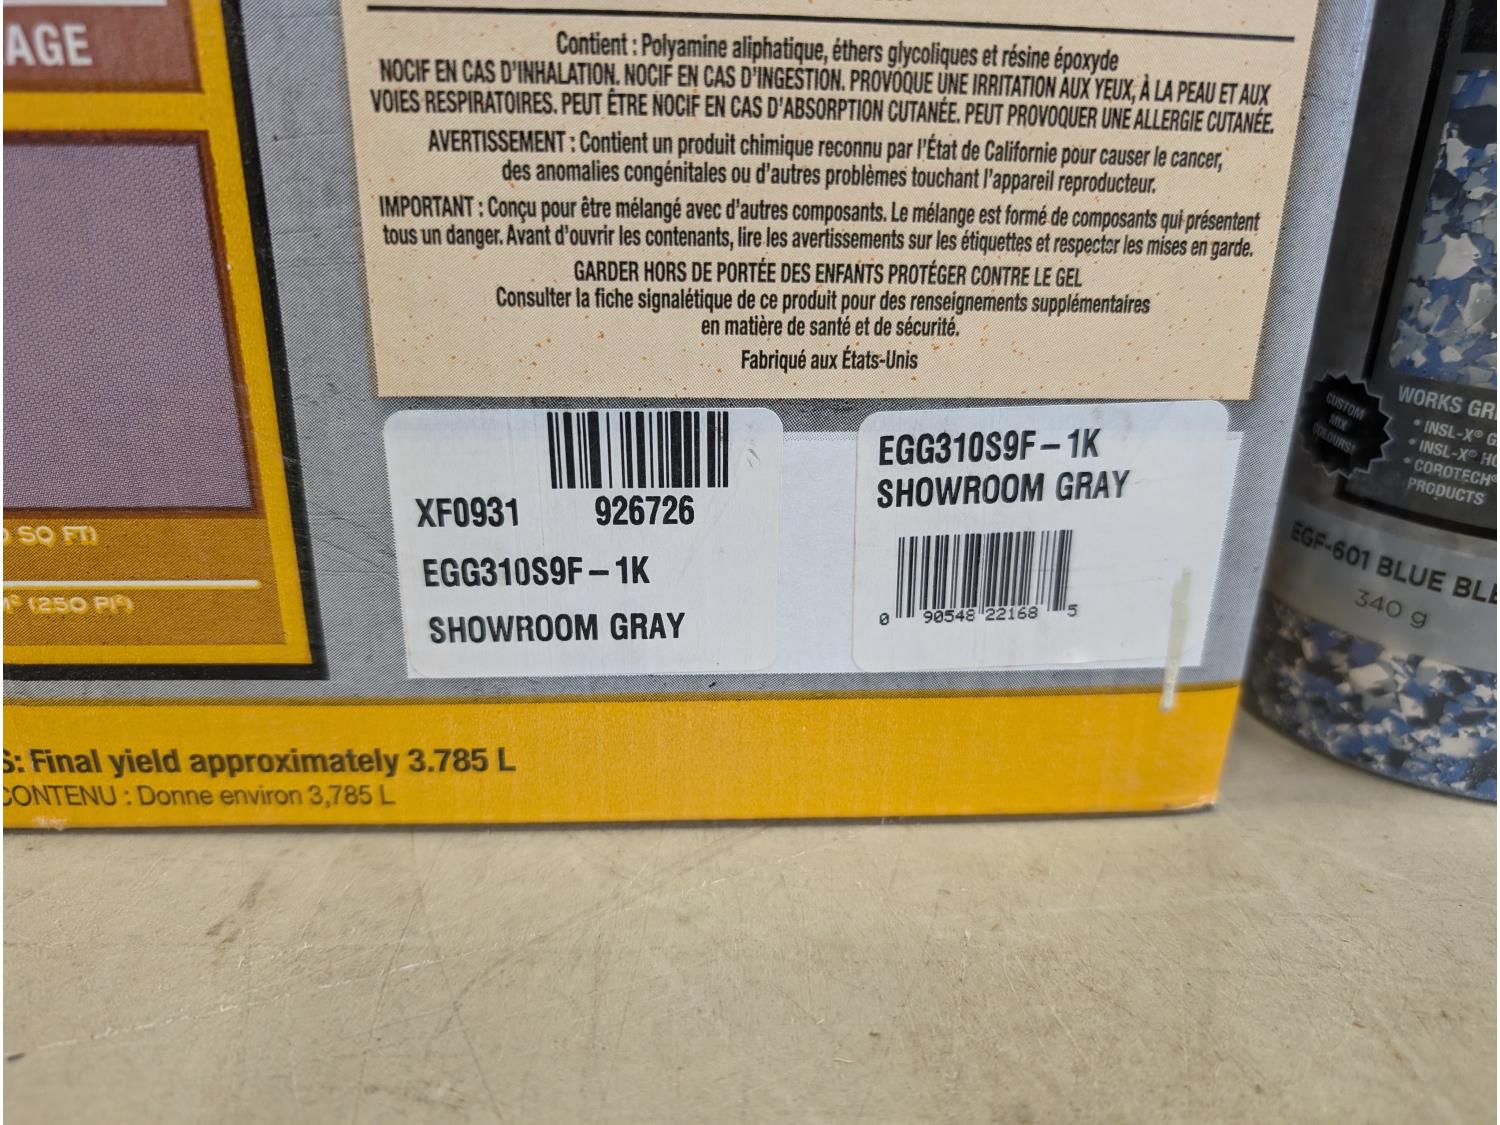 AGE
Contient : Polyamine aliphatique, éthers glycoliques et résine époxyde
NOCIF EN CAS D'INHALATION. NOCIF EN CAS D'INGESTION. PROVOQUE UNE IRRITATION AUX YEUX, À LA PEAU ET AUX
VOIES RESPIRATOIRES. PEUT ÊTRE NOCIF EN CAS D'ABSORPTION CUTANÉE. PEUT PROVOQUER UNE ALLERGIE CUTANÉE.
AVERTISSEMENT : Contient un produit chimique reconnu par l'État de Californie pour causer le cancer,
des anomalies congénitales ou d'autres problèmes touchant l'appareil reproducteur.
IMPORTANT : Conçu pour être mélangé avec d'autres composants. Le mélange est formé de composants qui présentent
tous un danger. Avant d'ouvrir les contenants, lire les avertissements sur les étiquettes et respecter les mises en garde.
GARDER HORS DE PORTÉE DES ENFANTS PROTÉGER CONTRE LE GEL
Consulter la fiche signalétique de ce produit pour des renseignements supplémentaires
en matière de santé et de sécurité.
Fabriqué aux États-Unis
XF0931 926726
EGG310S9F-1K
SHOWROOM GRAY
EGG310S9F-1K
SHOWROOM GRAY
0 90548 22168 5
SQ FT)
(250 PI²)
S: Final yield approximately 3.785 L
CONTENU : Donne environ 3,785 L
CUSTOM
MIX
COLOURS!
WORKS GR
• INSL-X® G
• INSL-X® HO
• COROTECH®
PRODUCTS
EGF-601 BLUE BLE
340 g